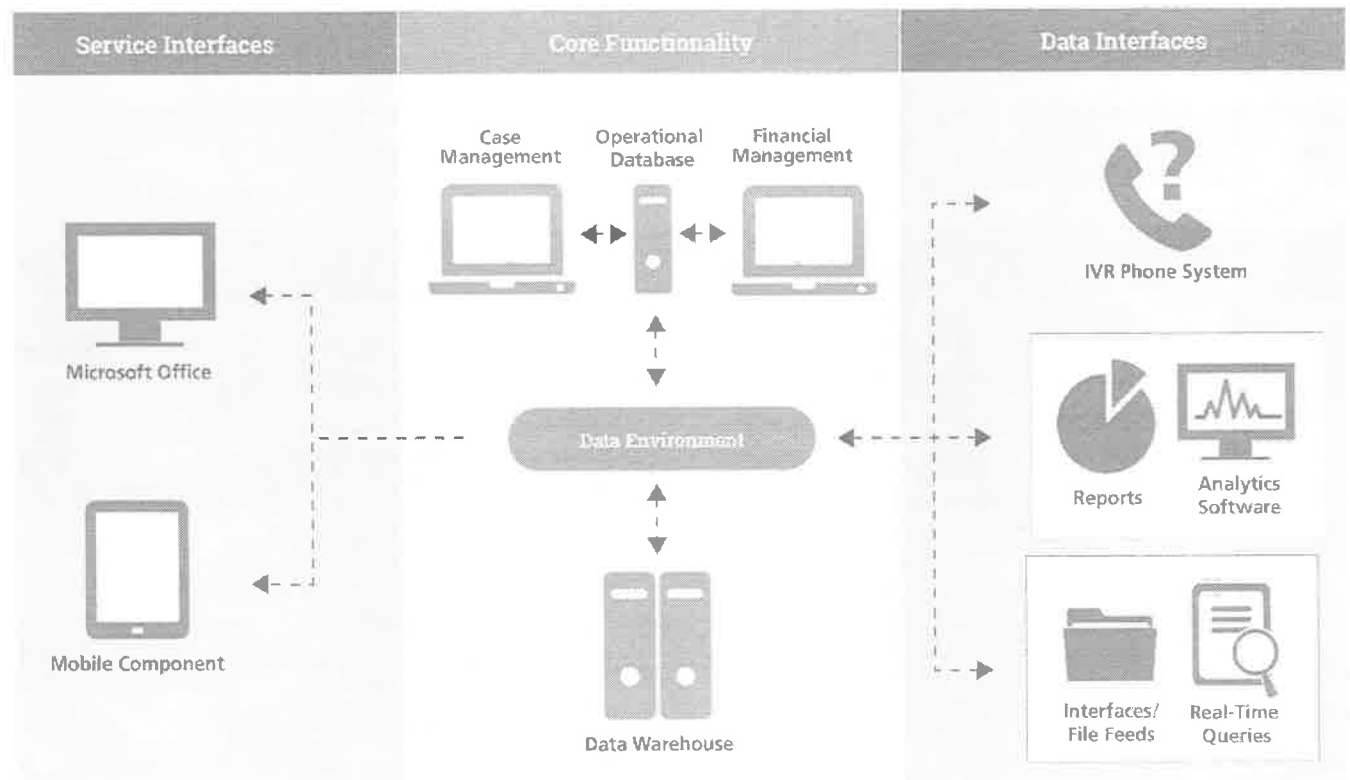 Service Interfaces
Core Functionality
Data Interfaces
Case
Management
Operational
Database
Financial
Management
IVR Phone System
Microsoft Office
Data Environment
Reports
Analytics
Software
Mobile Component
Interfaces/
File Feeds
Real-Time
Queries
Data Warehouse